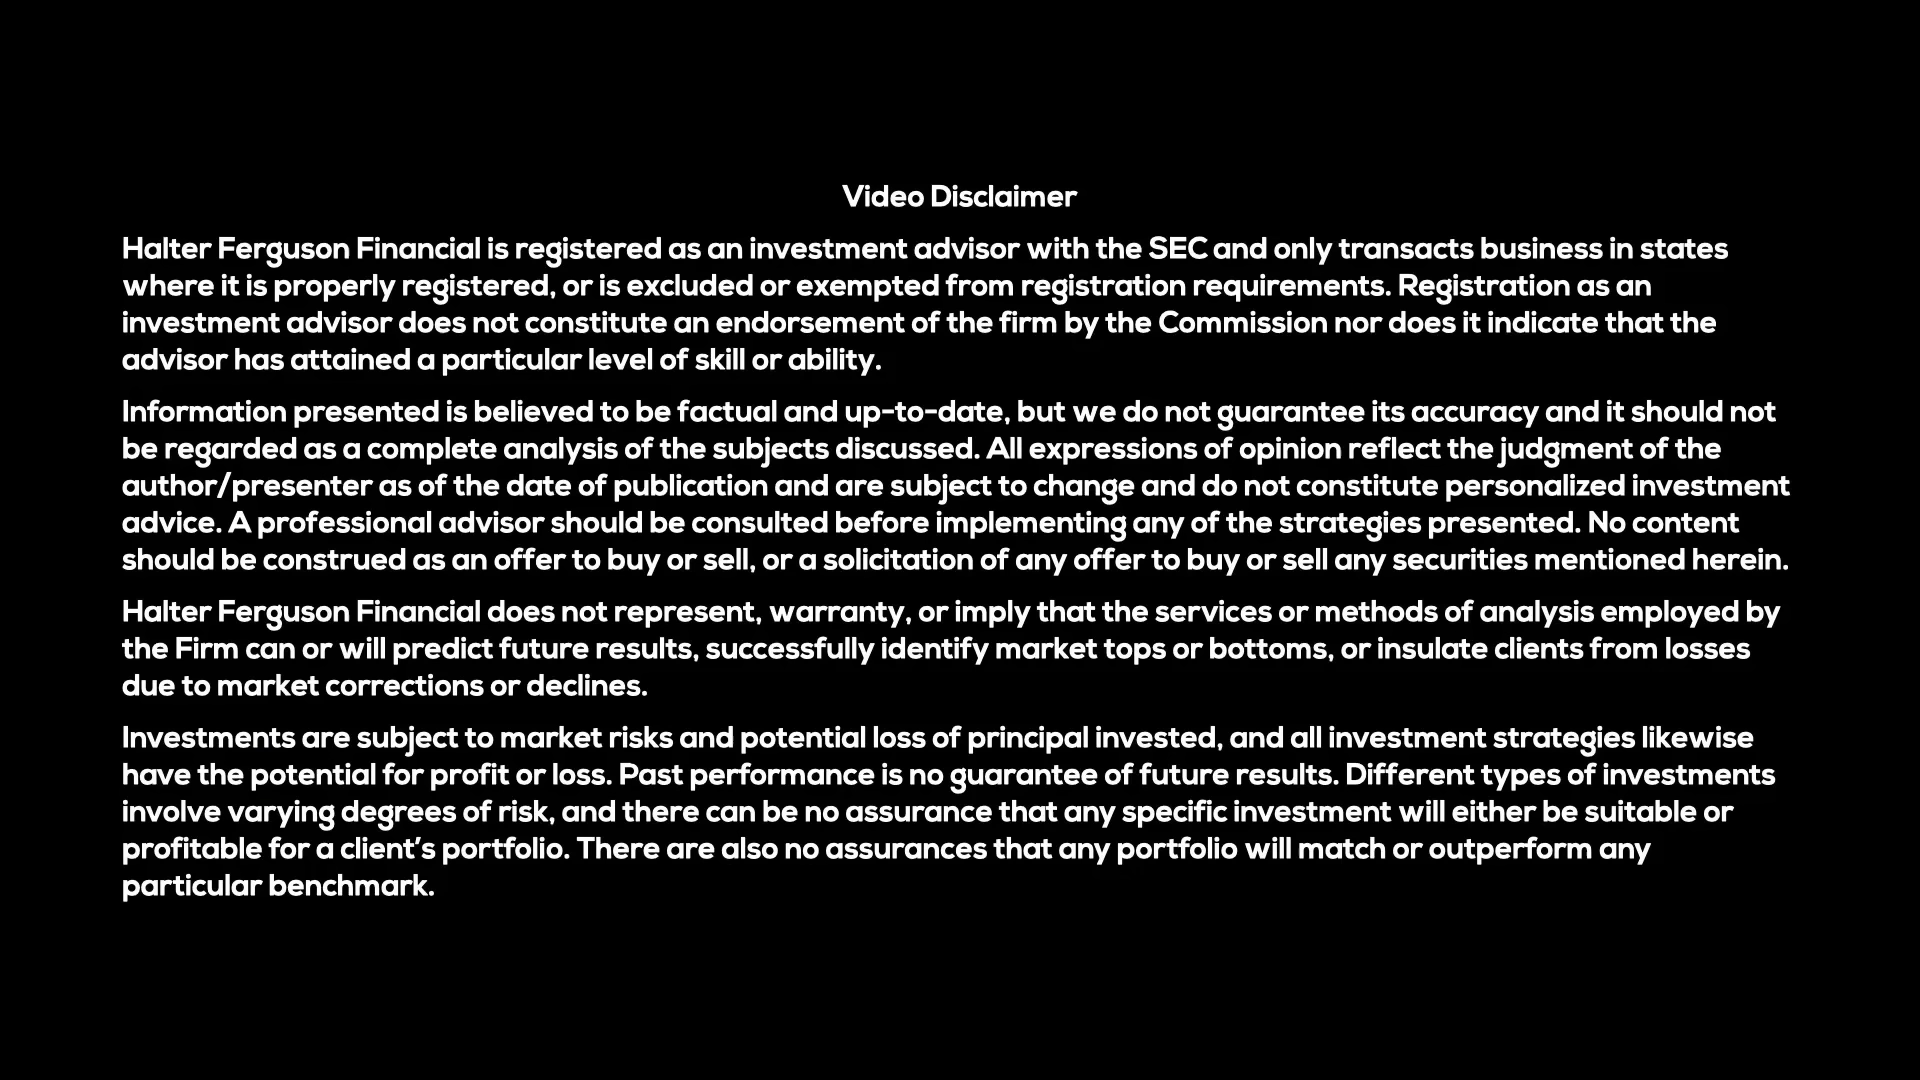 Video Disclaimer
Halter Ferguson Financial is registered as an investment advisor with the SEC and only transacts business in states
where it is properly registered, or is excluded or exempted from registration requirements. Registration as an
investment advisor does not constitute an endorsement of the firm by the Commission nor does it indicate that the
advisor has attained a particular level of skill or ability.
Information presented is believed to be factual and up-to-date, but we do not guarantee its accuracy and it should not
be regarded as a complete analysis of the subjects discussed. All expressions of opinion reflect the judgment of the
author/presenter as of the date of publication and are subject to change and do not constitute personalized investment
advice. A professional advisor should be consulted before implementing any of the strategies presented. No content
should be construed as an offer to buy or sell, or a solicitation of any offer to buy or sell any securities mentioned herein.
Halter Ferguson Financial does not represent, warranty, or imply that the services or methods of analysis employed by
the Firm can or will predict future results, successfully identify market tops or bottoms, or insulate clients from losses
due to market corrections or declines.
Investments are subject to market risks and potential loss of principal invested, and all investment strategies likewise
have the potential for profit or loss. Past performance is no guarantee of future results. Different types of investments
involve varying degrees of risk, and there can be no assurance that any specific investment will either be suitable or
profitable for a client’s portfolio. There are also no assurances that any portfolio will match or outperform any
particular benchmark.